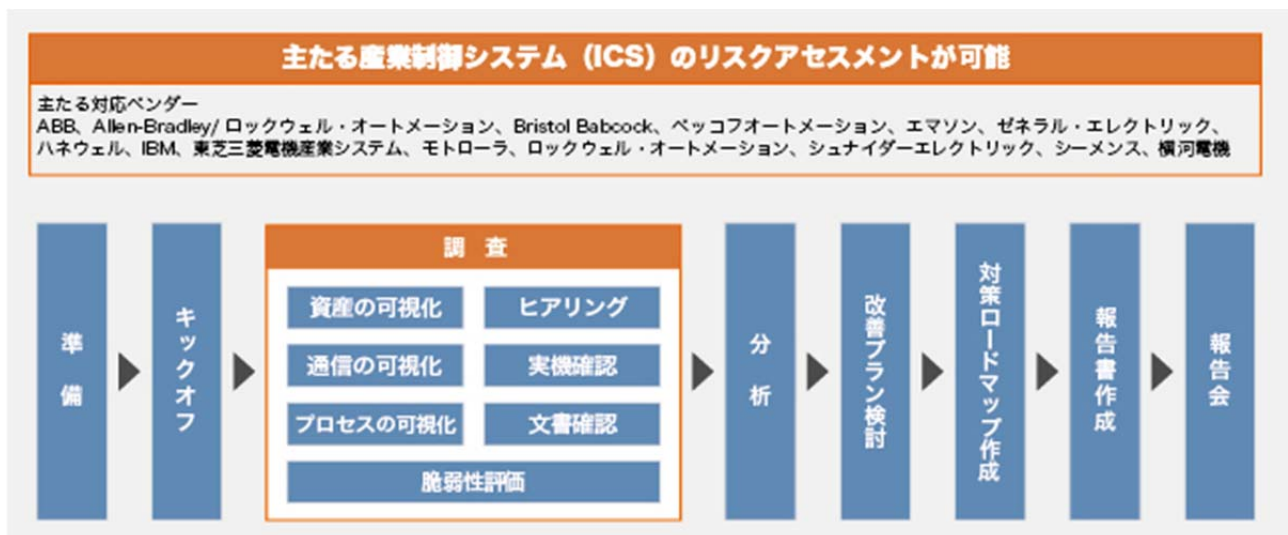 主たる産業制御システム（ICS）のリスクアセスメントが可能
主たる対応ベンダー
ABB、Allen-Bradley/ ロックウェル・オートメーション、Bristol Babcock、ベッコフオートメーション、エマソン、ゼネラル・エレクトリック、
ハネウェル、IBM、東芝三菱電機産業システム、モトローラ、ロックウェル・オートメーション、シュナイダーエレクトリック、シーメンス、横河電機
準備
キックオフ
調査
資産の可視化
ヒアリング
通信の可視化
実機確認
プロセスの可視化
文書確認
脆弱性評価
分析
改善プラン検討
対策ロードマップ作成
報告書作成
報告会